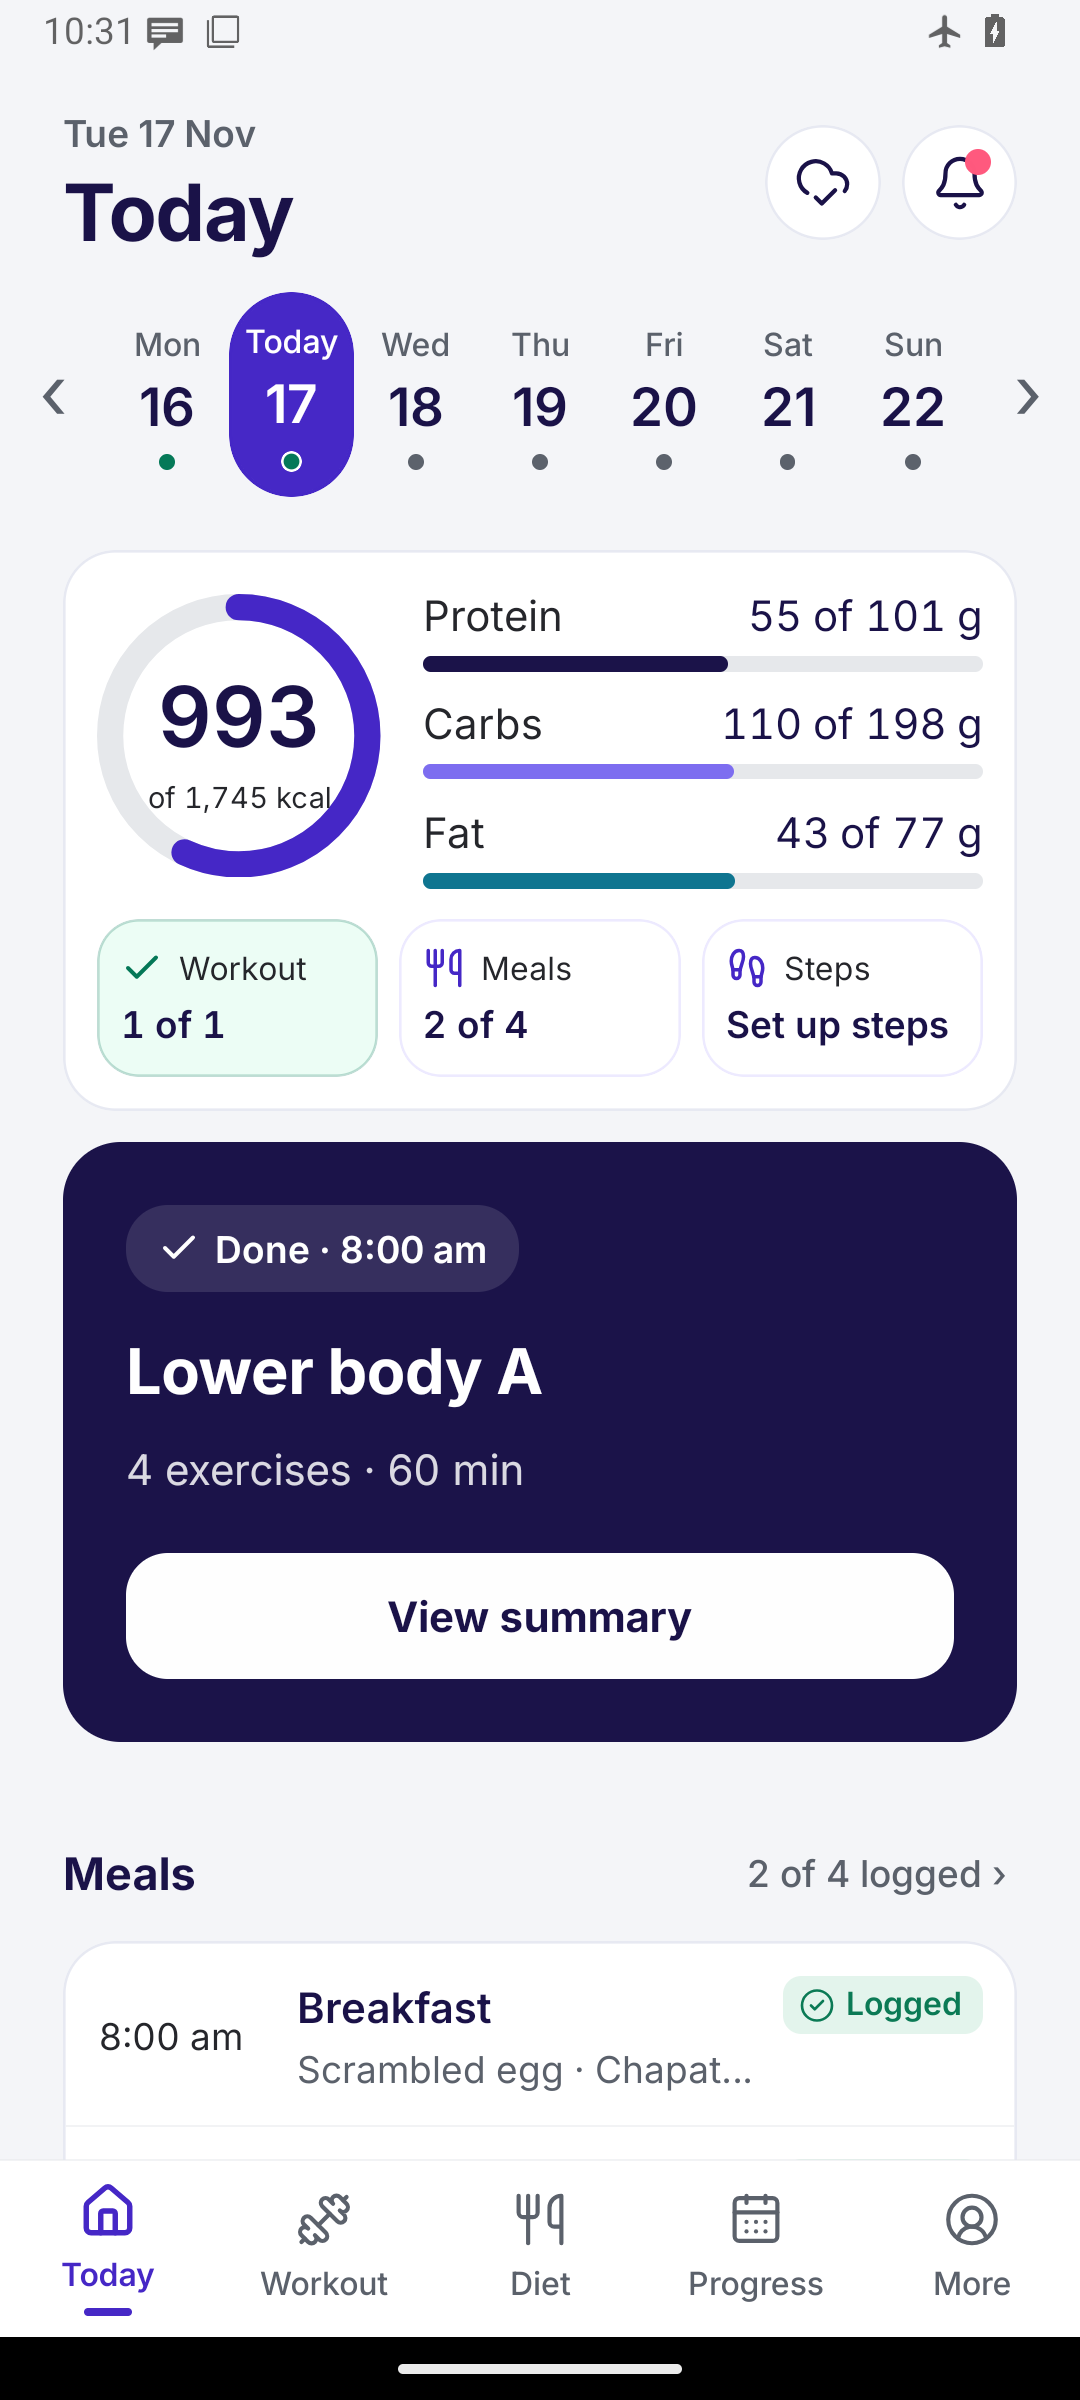 10:31
Tue 17 Nov
Today
Mon Today Wed Thu Fri Sat Sun
16 17 18 19 20 21 22
Protein 55 of 101 g
993
of 1,745 kcal
Carbs 110 of 198 g
Fat 43 of 77 g
Workout
1 of 1
Meals
2 of 4
Steps
Set up steps
Done · 8:00 am
Lower body A
4 exercises · 60 min
View summary
Meals 2 of 4 logged ›
8:00 am
Breakfast
Logged
Scrambled egg · Chapat...
Today Workout Diet Progress More